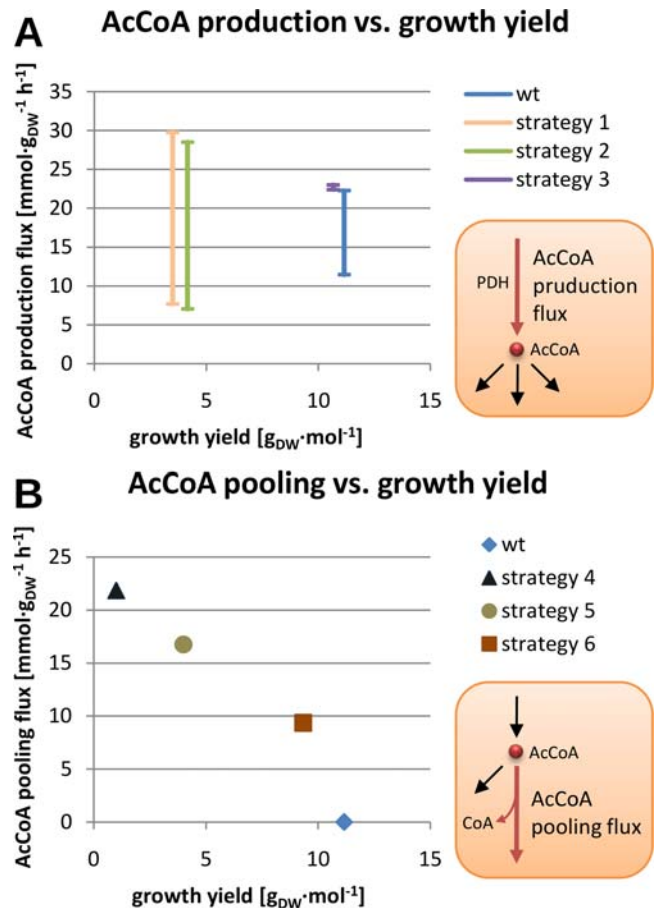 A
AcCoA production vs. growth yield
AcCoA production flux [mmol·g_DW⁻¹ h⁻¹]
35
30
25
20
15
10
5
0
0 5 10 15
growth yield [g_DW·mol⁻¹]
wt
strategy 1
strategy 2
strategy 3
PDH
AcCoA
pruduction
flux
AcCoA
B
AcCoA pooling vs. growth yield
AcCoA pooling flux [mmol·g_DW⁻¹ h⁻¹]
25
20
15
10
5
0
0 5 10 15
growth yield [g_DW·mol⁻¹]
wt
strategy 4
strategy 5
strategy 6
AcCoA
CoA
AcCoA
pooling flux